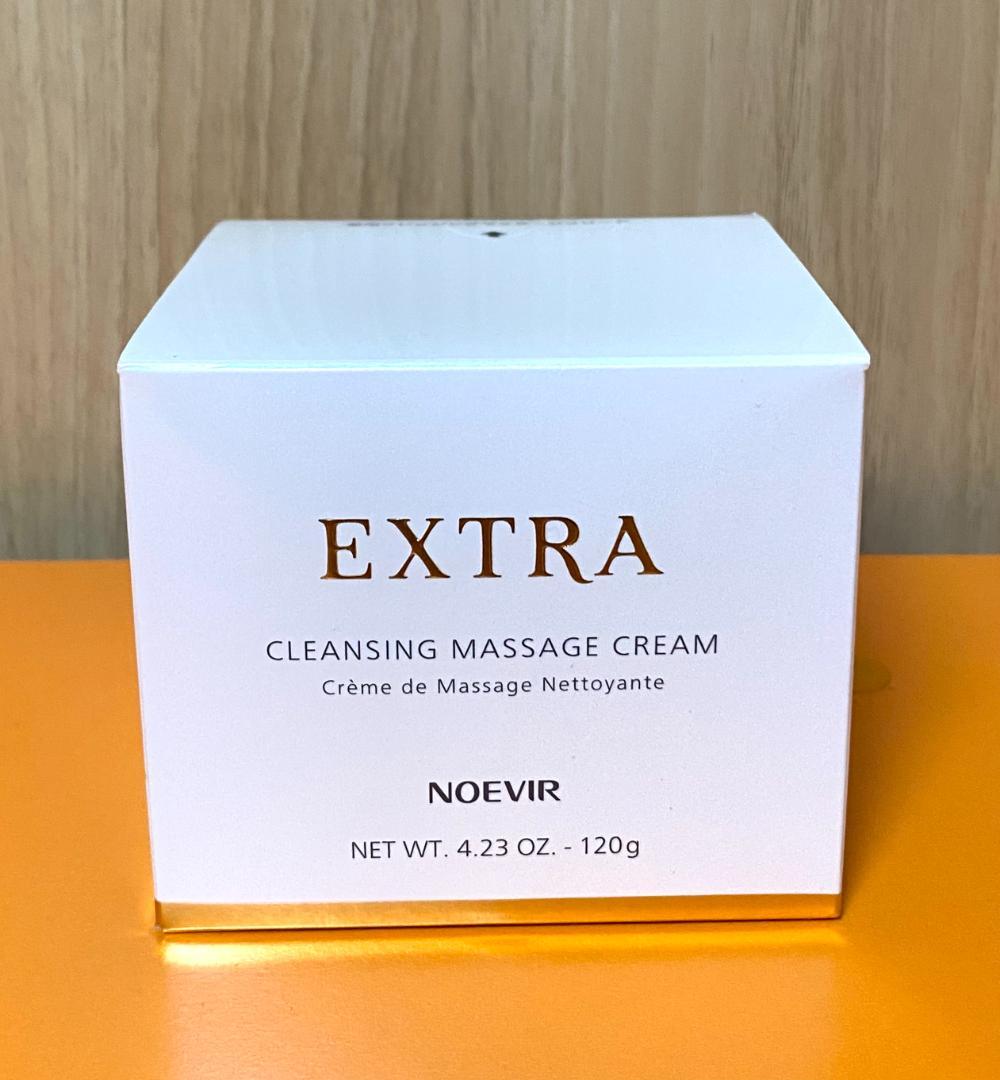 EXTRA
CLEANSING MASSAGE CREAM
Crème de Massage Nettoyante
NOEVIR
NET WT. 4.23 OZ. - 120g